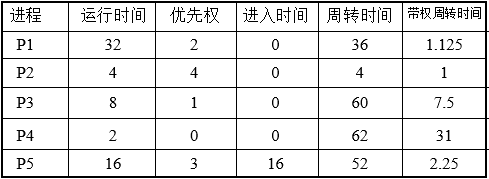 进程 运行时间 优先权 进入时间 周转时间 带权周转时间
P1 32 2 0 36 1.125
P2 4 4 0 4 1
P3 8 1 0 60 7.5
P4 2 0 0 62 31
P5 16 3 16 52 2.25